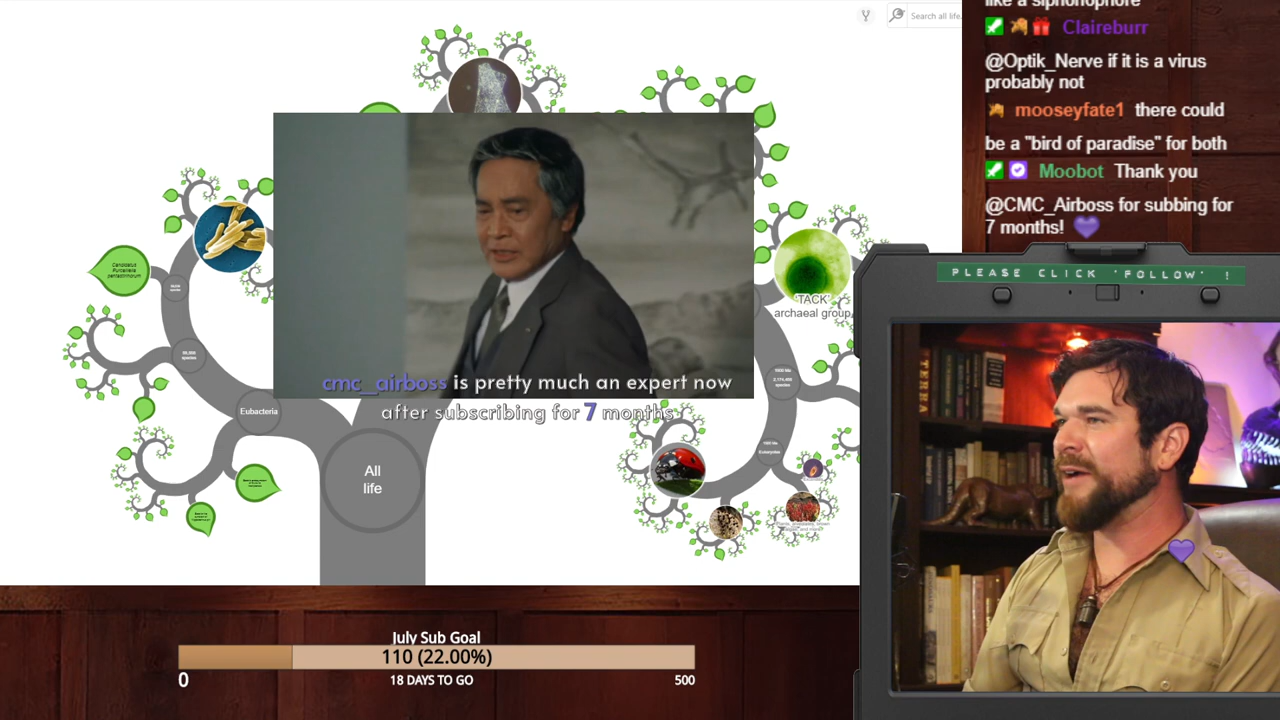 Search all life.
like a siphonophore
Claireburr
@Optik_Nerve if it is a virus
probably not
mooseyfate1 there could
be a "bird of paradise" for both
Moobot Thank you
@CMC_Airboss for subbing for
7 months!
PLEASE CLICK 'FOLLOW' !
'TACK'
archaeal group
Eubacteria
All
life
cmc_airboss is pretty much an expert now
after subscribing for 7 months
July Sub Goal
110 (22.00%)
0
18 DAYS TO GO
500